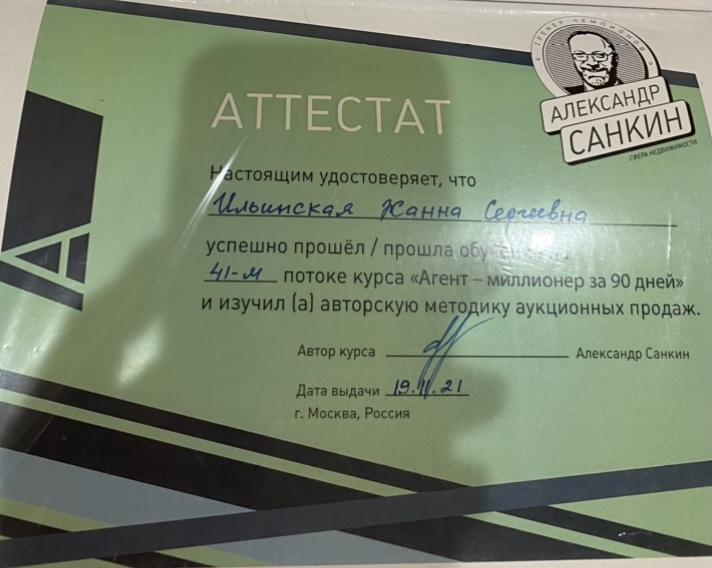 ТРЕНЕР ЧЕМПИОНОВ
АЛЕКСАНДР
САНКИН
СФЕРА НЕДВИЖИМОСТИ
АТТЕСТАТ
Настоящим удостоверяет, что
Ильинская Жанна Сергеевна
успешно прошёл / прошла
41-м потоке курса «Агент – миллионер за 90 дней»
и изучил (а) авторскую методику аукционных продаж.
Автор курса Александр Санкин
Дата выдачи 19.11.21
г. Москва, Россия
А